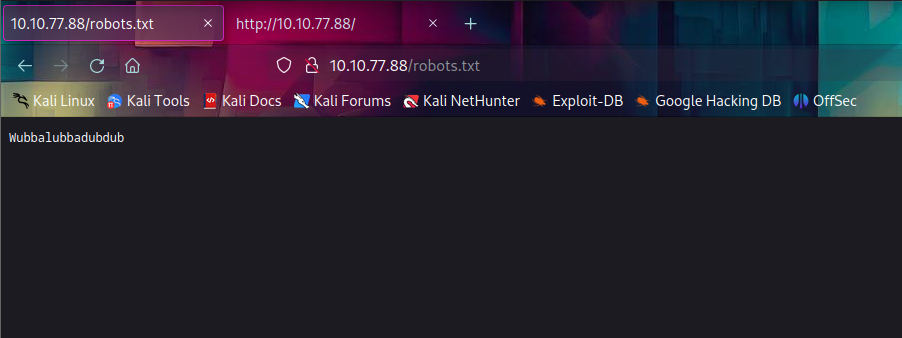 10.10.77.88/robots.txt http://10.10.77.88/
10.10.77.88/robots.txt
Kali Linux Kali Tools Kali Docs Kali Forums Kali NetHunter Exploit-DB Google Hacking DB OffSec
Wubbalubbadubdub